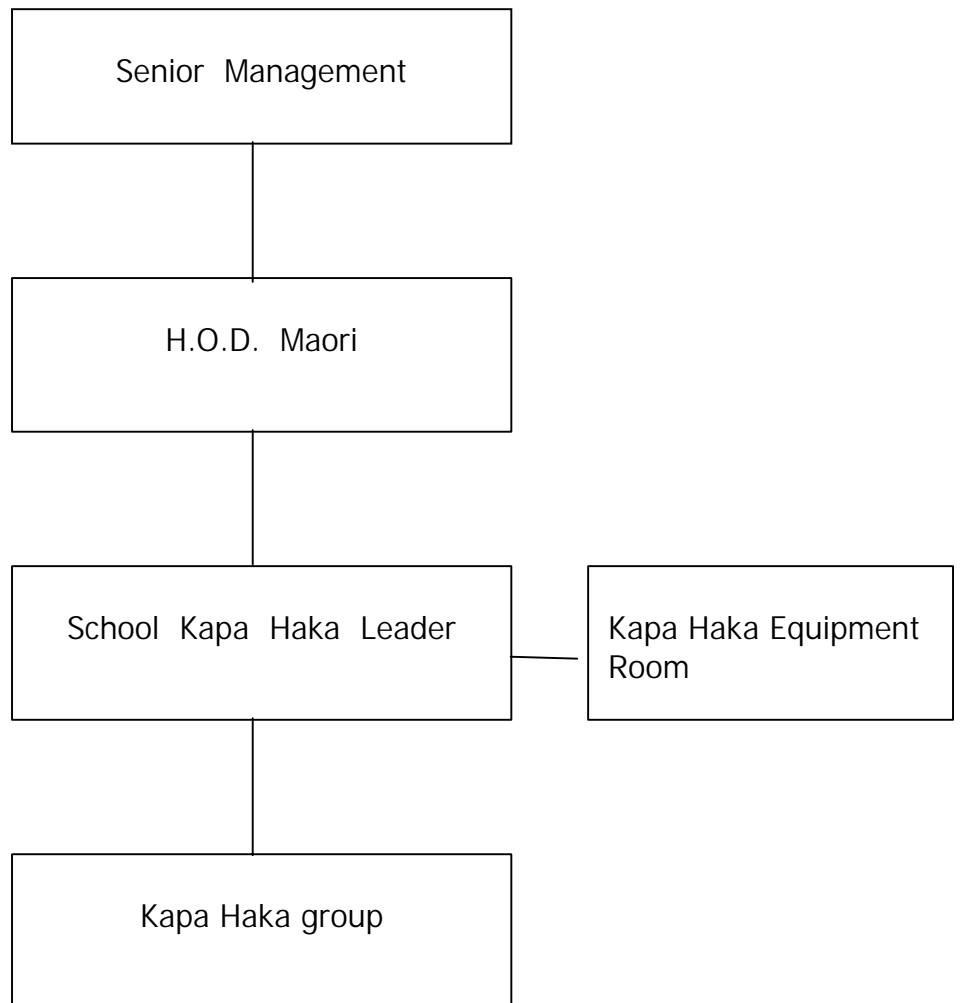 Senior Management
H.O.D. Maori
School Kapa Haka Leader
Kapa Haka Equipment
Room
Kapa Haka group